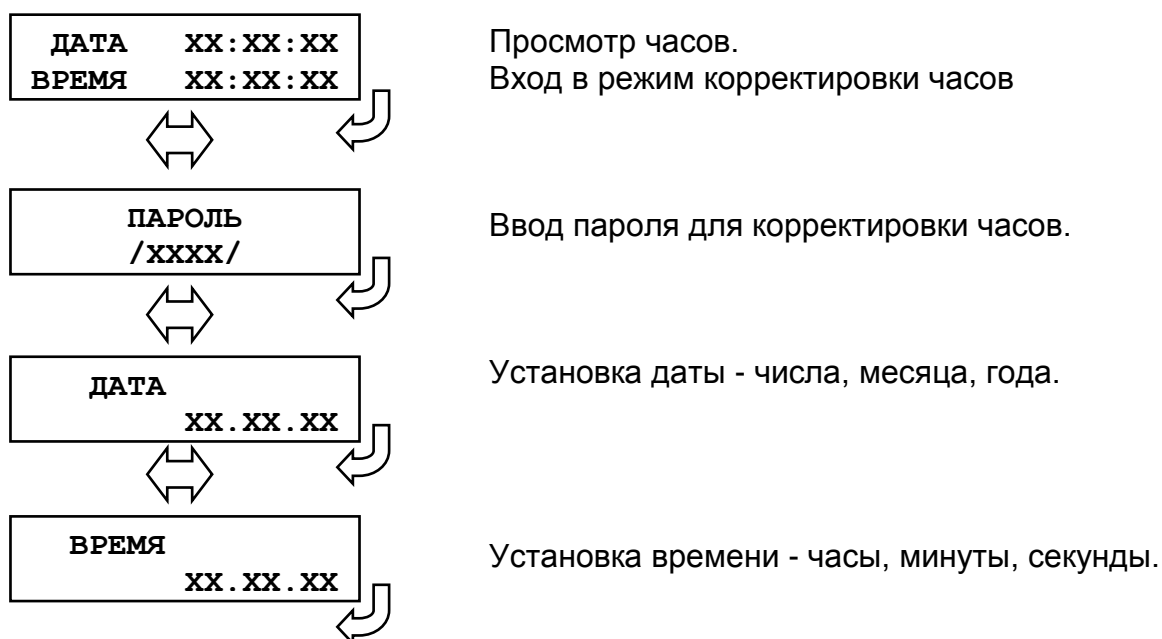 ДАТА XX:XX:XX
ВРЕМЯ XX:XX:XX
Просмотр часов.
Вход в режим корректировки часов
ПАРОЛЬ
/XXXX/
Ввод пароля для корректировки часов.
ДАТА
XX.XX.XX
Установка даты - числа, месяца, года.
ВРЕМЯ
XX.XX.XX
Установка времени - часы, минуты, секунды.